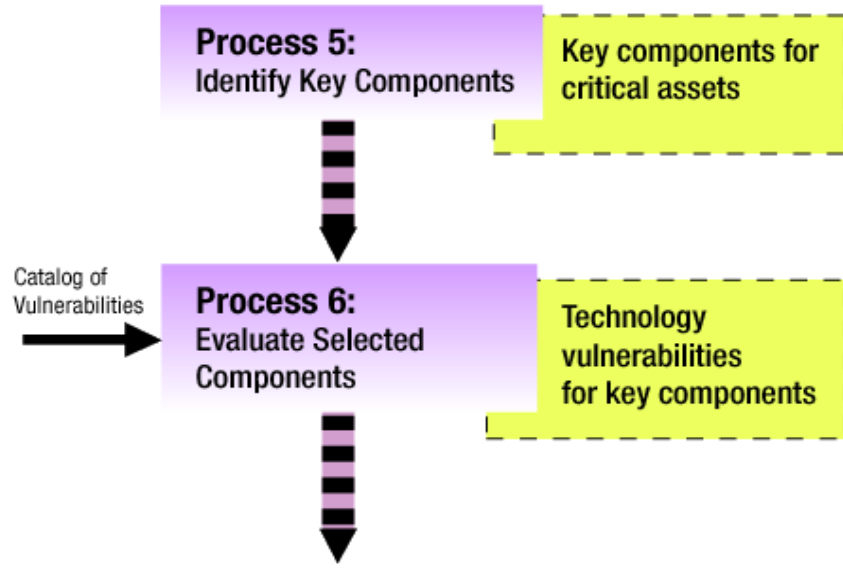 Process 5:
Identify Key Components
Key components for
critical assets
Catalog of
Vulnerabilities
Process 6:
Evaluate Selected
Components
Technology
vulnerabilities
for key components